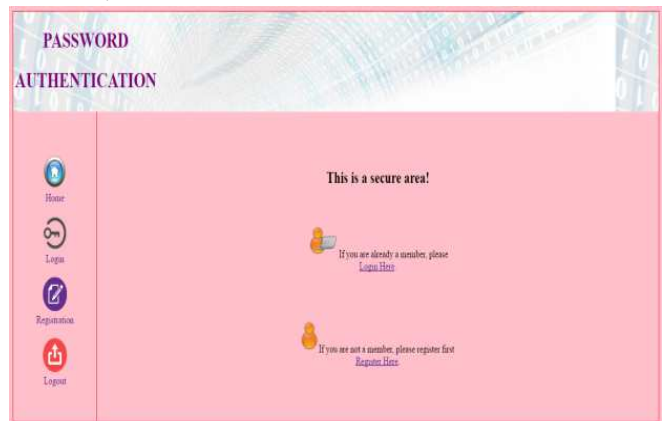 PASSWORD
AUTHENTICATION
Home
Login
Registration
Logout
This is a secure area!
If you are already a member, please
Login Here
If you are not a member, please register first
Register Here.